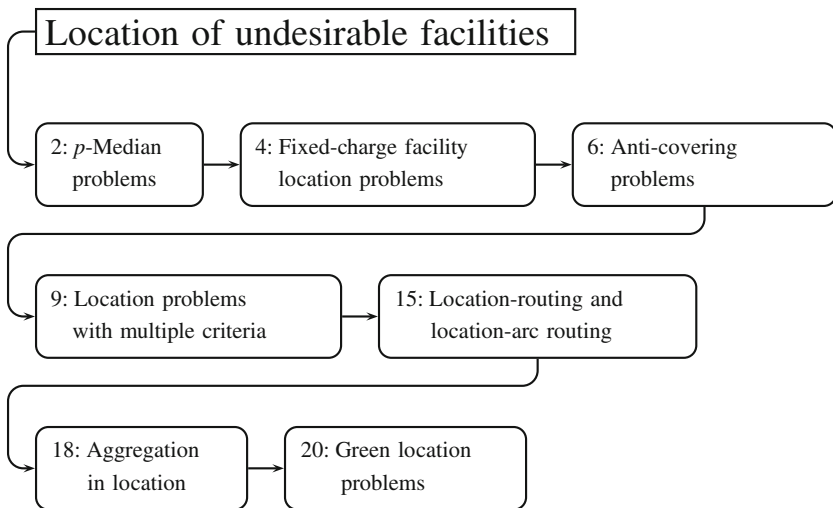 Location of undesirable facilities
2: p-Median
problems
4: Fixed-charge facility
location problems
6: Anti-covering
problems
9: Location problems
with multiple criteria
15: Location-routing and
location-arc routing
18: Aggregation
in location
20: Green location
problems